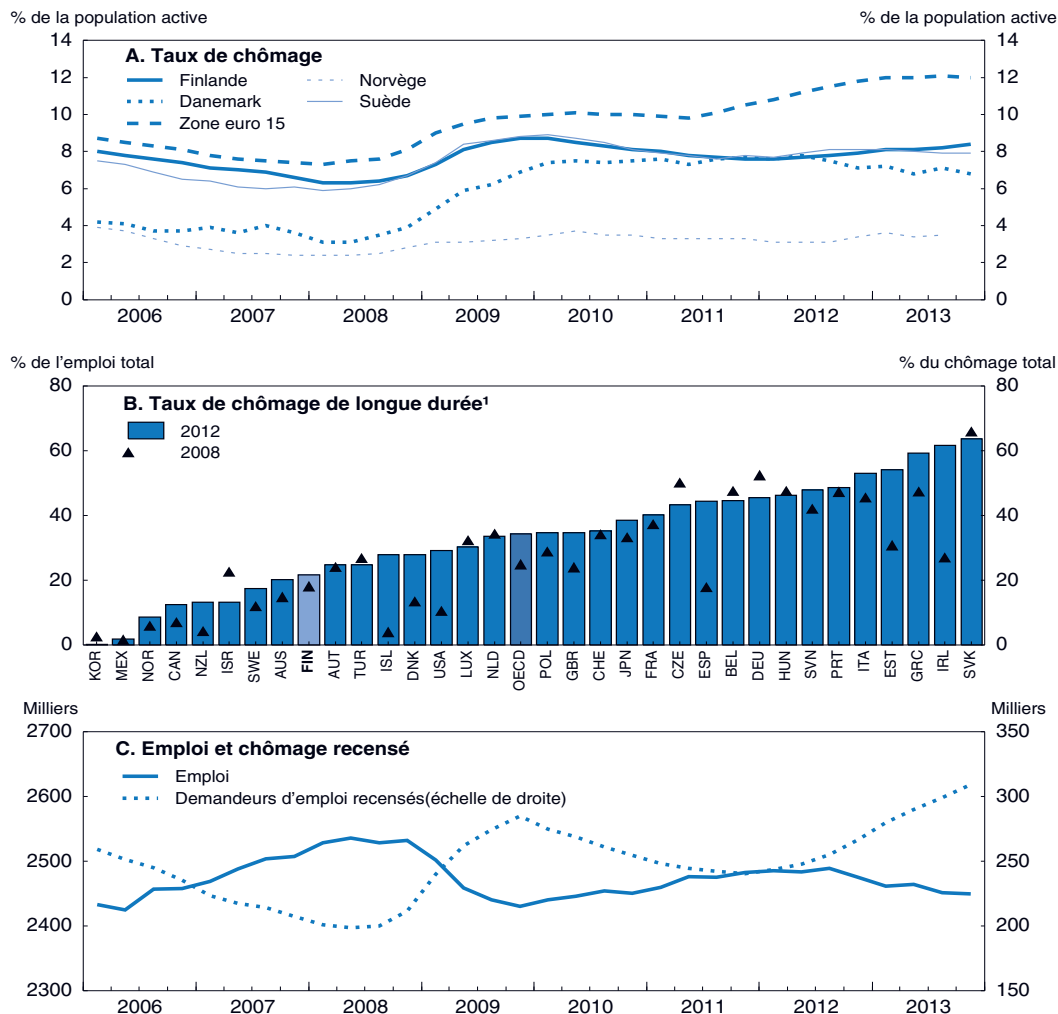 % de la population active % de la population active
14 14
A. Taux de chômage
12 Finlande Norvège 12
Danemark Suède
10 Zone euro 15 10
8 8
6 6
4 4
2 2
0 0
2006 2007 2008 2009 2010 2011 2012 2013
% de l'emploi total % du chômage total
80 80
B. Taux de chômage de longue durée¹
2012
2008
60 60
40 40
20 20
0 0
KOR MEX NOR CAN NZL ISR SWE AUS FIN AUT TUR ISL DNK USA LUX NLD OECD POL GBR CHE JPN FRA CZE ESP BEL DEU HUN SVN PRT ITA EST GRC IRL SVK
Milliers Milliers
2700 350
C. Emploi et chômage recensé
Emploi
2600 Demandeurs d'emploi recensés(échelle de droite) 300
2500 250
2400 200
2300 150
2006 2007 2008 2009 2010 2011 2012 2013